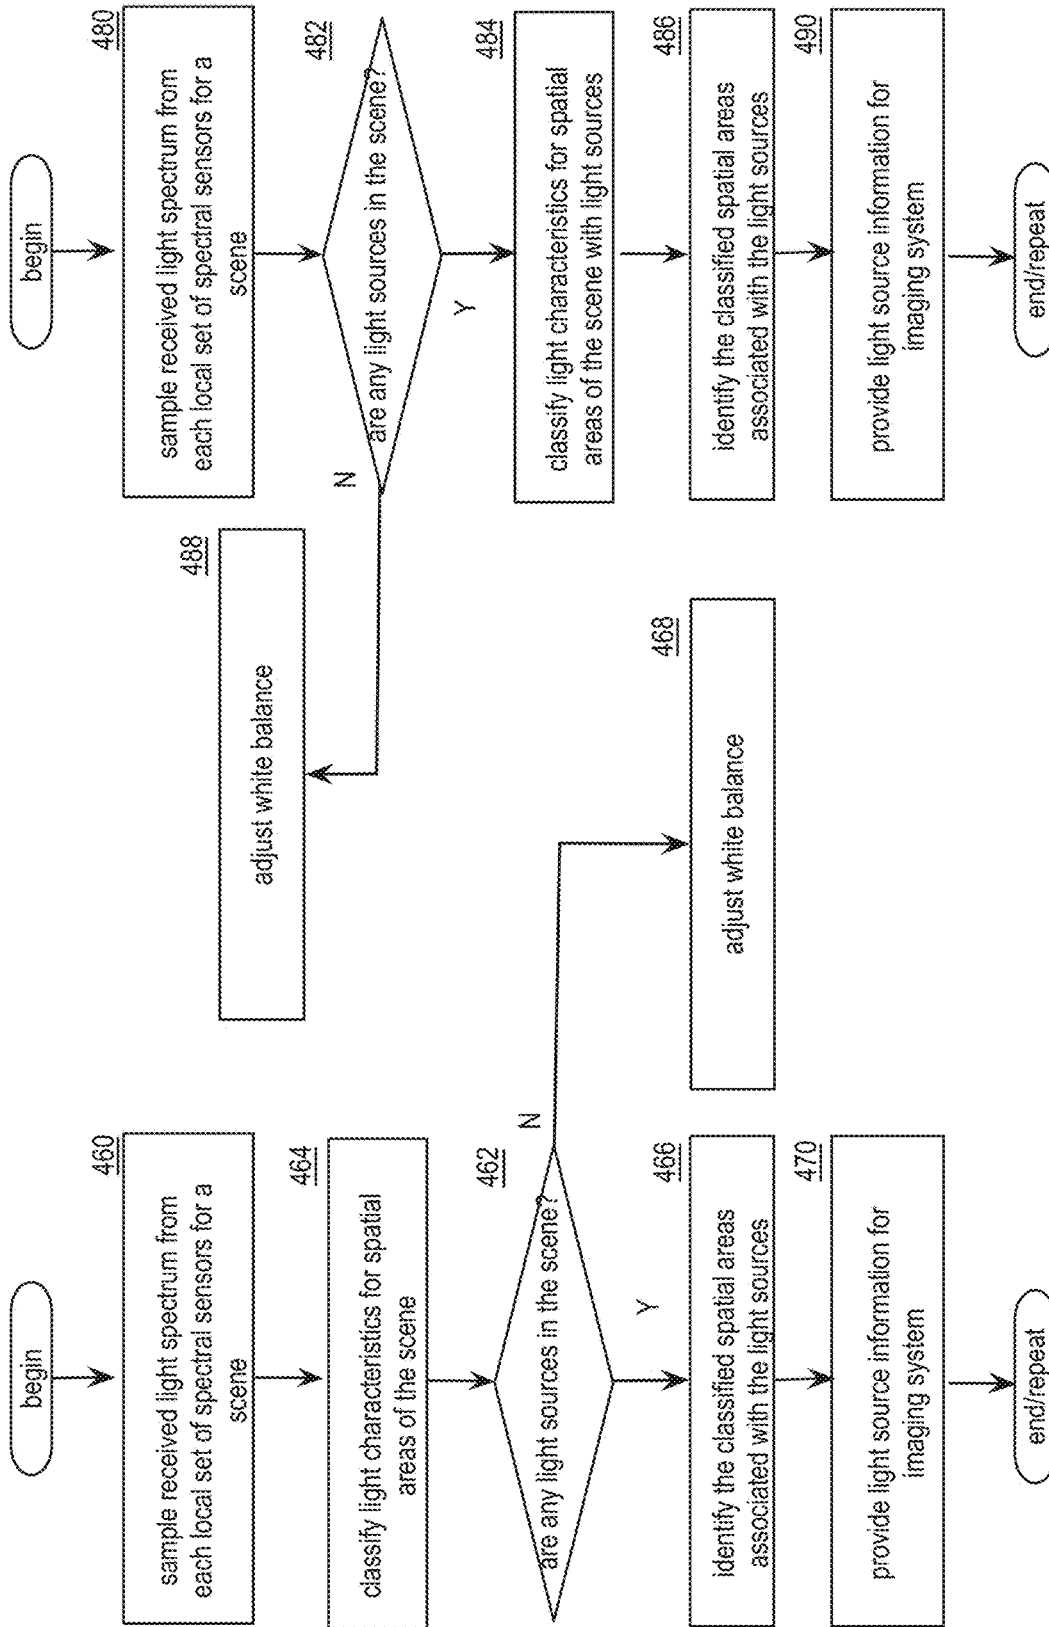 begin
460
sample received light spectrum from
each local set of spectral sensors for a
scene
464
classify light characteristics for spatial
areas of the scene
462
are any light sources in the scene?
N
Y
468
adjust white balance
466
identify the classified spatial areas
associated with the light sources
470
provide light source information for
imaging system
end/repeat
begin
480
sample received light spectrum from
each local set of spectral sensors for a
scene
482
are any light sources in the scene?
N
Y
488
adjust white balance
484
classify light characteristics for spatial
areas of the scene with light sources
486
identify the classified spatial areas
associated with the light sources
490
provide light source information for
imaging system
end/repeat